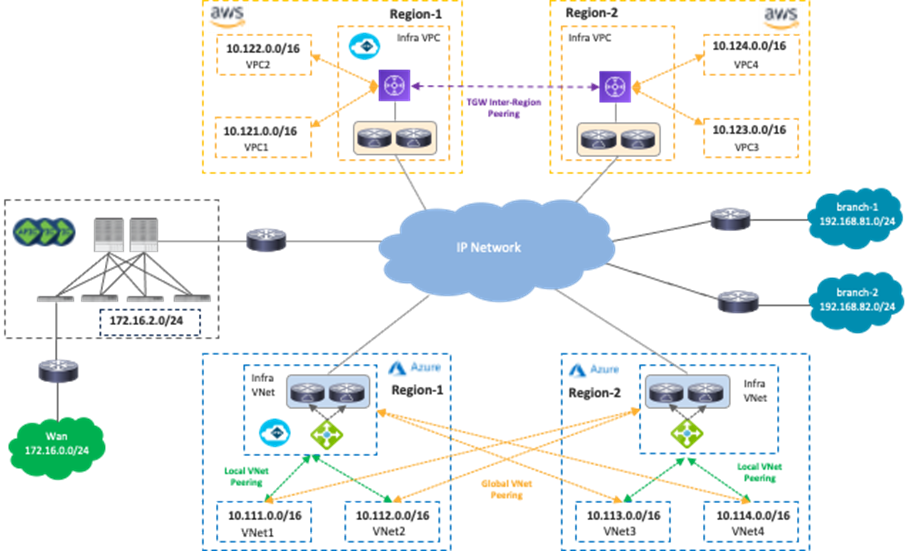 aws
Region-1
Infra VPC
10.122.0.0/16
VPC2
10.121.0.0/16
VPC1
Region-2
aws
Infra VPC
10.124.0.0/16
VPC4
10.123.0.0/16
VPC3
TGW Inter-Region
Peering
172.16.2.0/24
IP Network
branch-1
192.168.81.0/24
branch-2
192.168.82.0/24
Wan
172.16.0.0/24
Azure
Region-1
Infra
VNet
Local VNet
Peering
10.111.0.0/16
VNet1
10.112.0.0/16
VNet2
Global VNet
Peering
Azure
Region-2
Infra
VNet
Local VNet
Peering
10.113.0.0/16
VNet3
10.114.0.0/16
VNet4